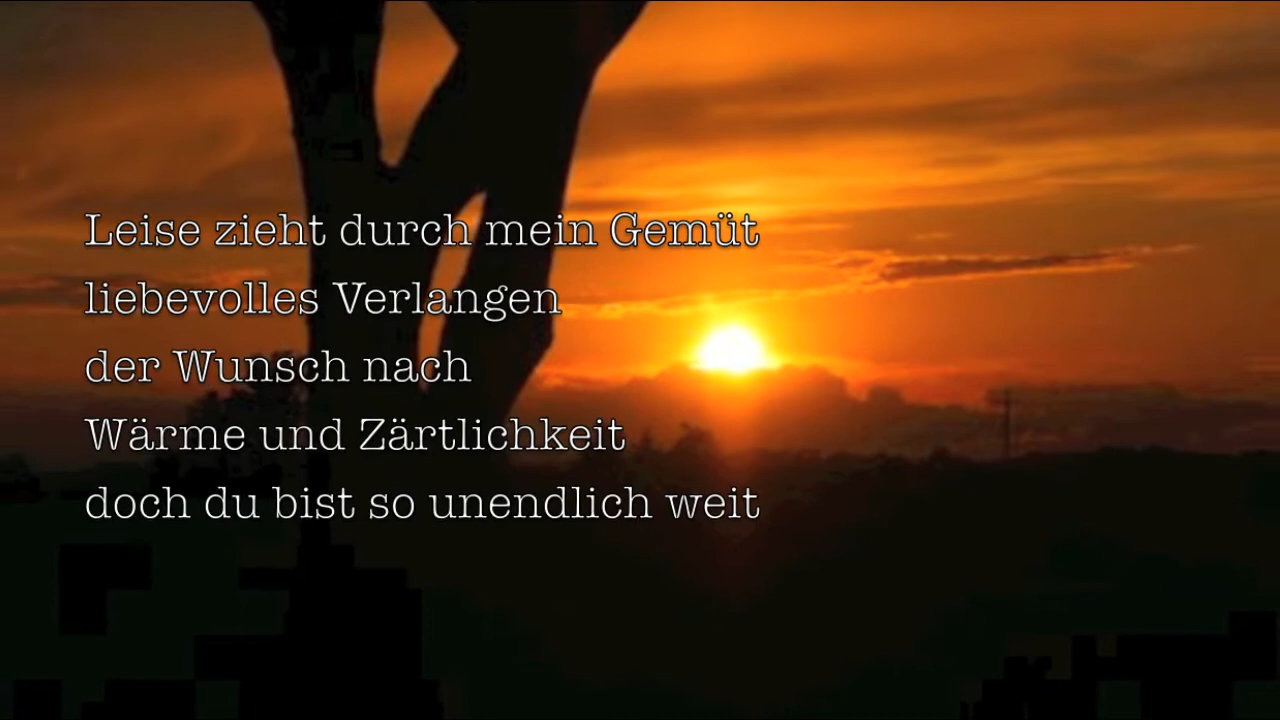 Leise zieht durch mein Gemüt
liebevolles Verlangen
der Wunsch nach
Wärme und Zärtlichkeit
doch du bist so unendlich weit